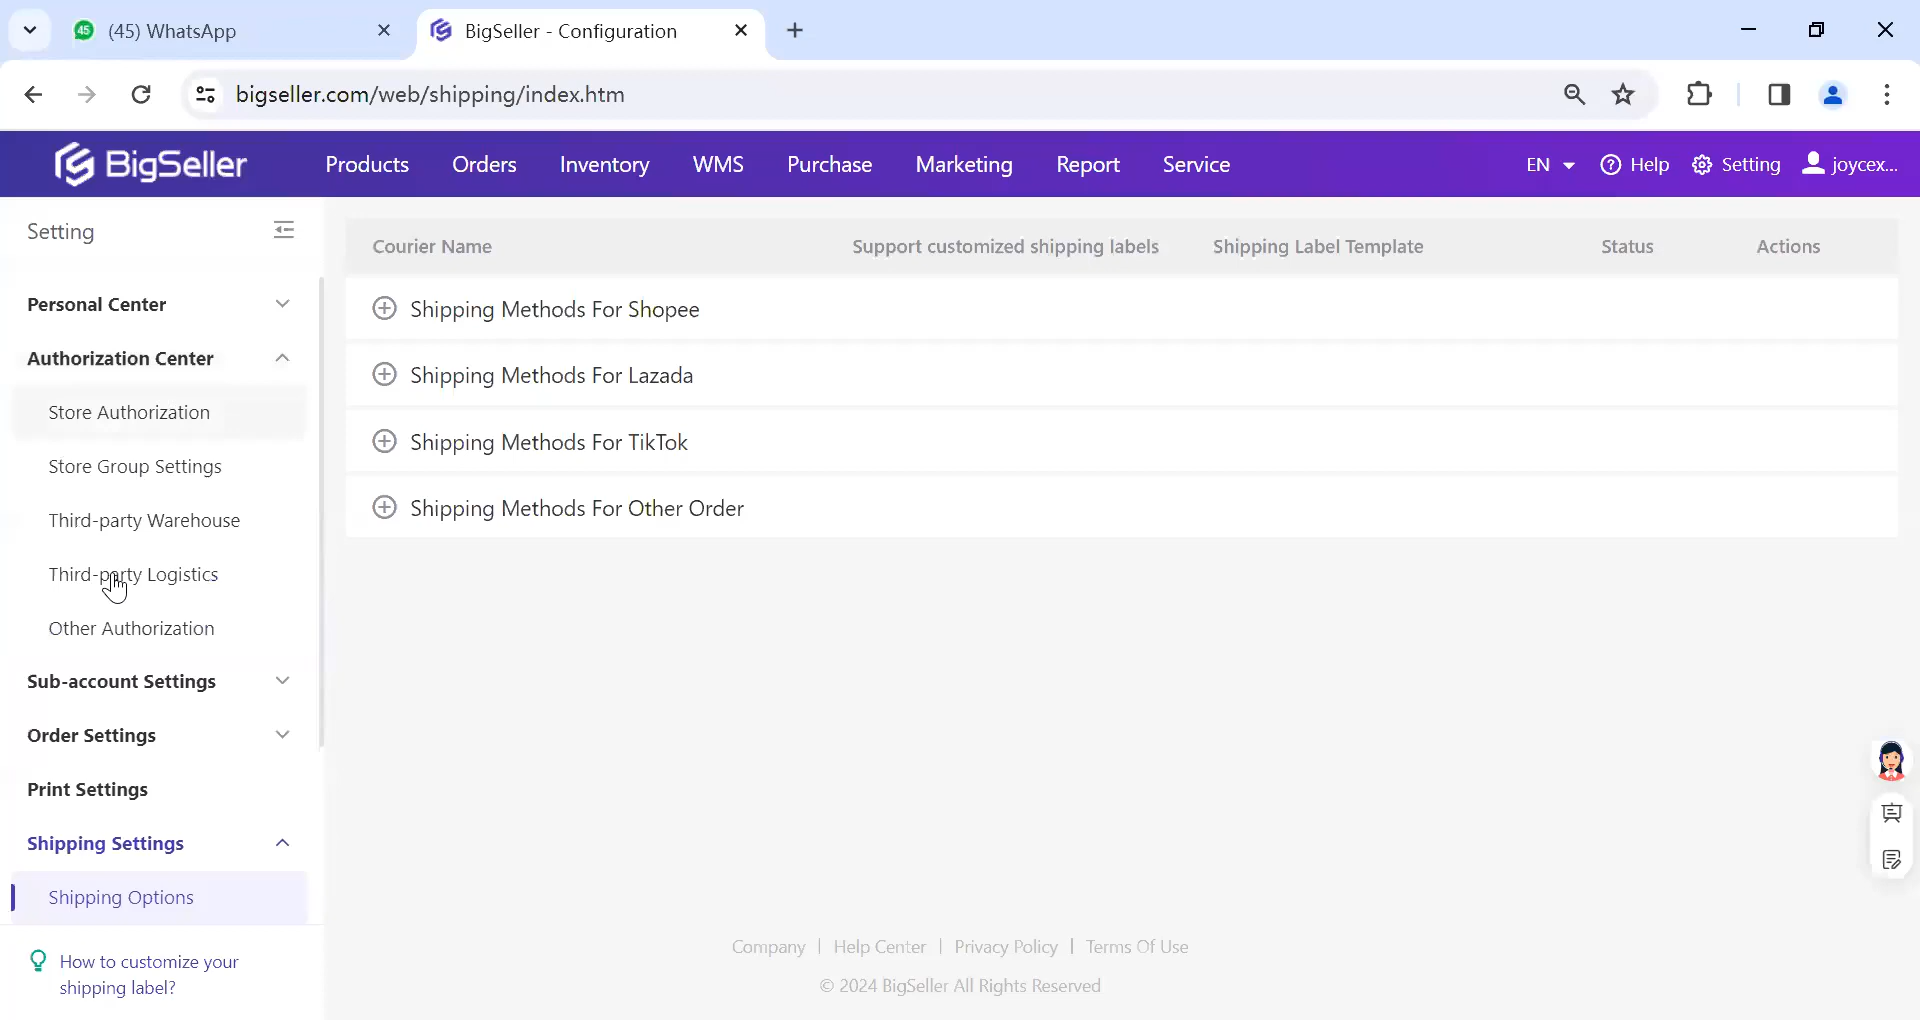 45
(45) WhatsApp
BigSeller - Configuration
bigseller.com/web/shipping/index.htm
BigSeller
Products
Orders
Inventory
WMS
Purchase
Marketing
Report
Service
EN
Help
Setting
joycex...
Setting
Personal Center
Authorization Center
Store Authorization
Store Group Settings
Third-party Warehouse
Third-party Logistics
Other Authorization
Sub-account Settings
Order Settings
Print Settings
Shipping Settings
Shipping Options
How to customize your
shipping label?
Courier Name
Support customized shipping labels
Shipping Label Template
Status
Actions
Shipping Methods For Shopee
Shipping Methods For Lazada
Shipping Methods For TikTok
Shipping Methods For Other Order
Company | Help Center | Privacy Policy | Terms Of Use
© 2024 BigSeller All Rights Reserved